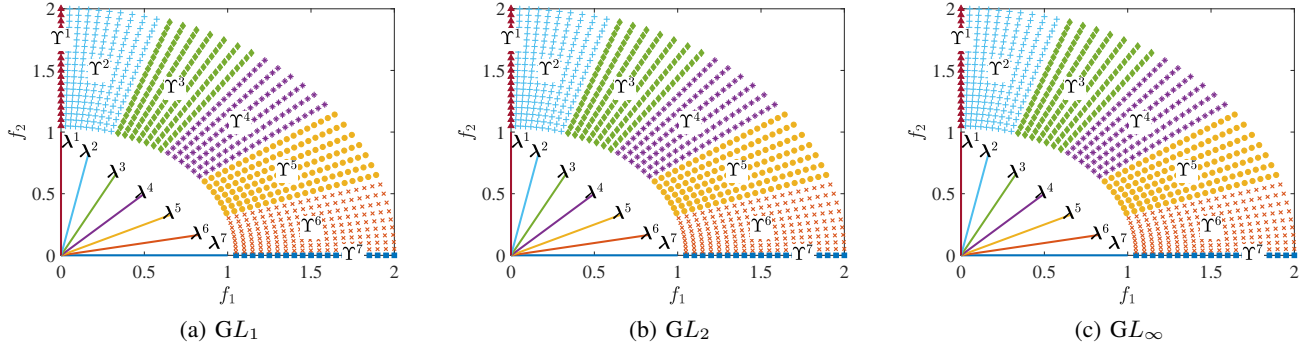 2
1.5
1
0.5
0
f₂
Υ¹
Υ²
Υ³
Υ⁴
Υ⁵
Υ⁶
Υ⁷
λ¹
λ²
λ³
λ⁴
λ⁵
λ⁶
λ⁷
0 0.5 1 1.5 2
f₁
(a) GL₁
2
1.5
1
0.5
0
f₂
Υ¹
Υ²
Υ³
Υ⁴
Υ⁵
Υ⁶
Υ⁷
λ¹
λ²
λ³
λ⁴
λ⁵
λ⁶
λ⁷
0 0.5 1 1.5 2
f₁
(b) GL₂
2
1.5
1
0.5
0
f₂
Υ¹
Υ²
Υ³
Υ⁴
Υ⁵
Υ⁶
Υ⁷
λ¹
λ²
λ³
λ⁴
λ⁵
λ⁶
λ⁷
0 0.5 1 1.5 2
f₁
(c) GL∞